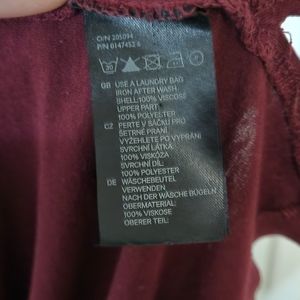 O/N 205094
P/N 0147452 6
30
GB USE A LAUNDRY BAG
IRON AFTER WASH
SHELL:100% VISCOSE
UPPER PART:
100% POLYESTER
CZ PERTE V SÁČKU PRO
ŠETRNÉ PRANÍ
VYŽEHLETE PO VYPRÁNÍ
SVRCHNÍ LÁTKA:
100% VISKÓZA
SVRCHNÍ DÍL:
100% POLYESTER
DE WÄSCHEBEUTEL
VERWENDEN
NACH DER WÄSCHE BÜGELN
OBERMATERIAL:
100% VISKOSE
OBERER TEIL: